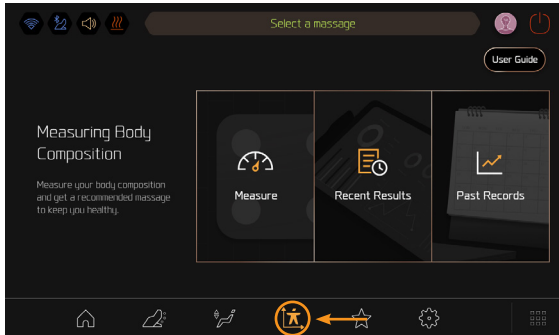 Select a massage
User Guide
Measuring Body
Composition
Measure your body composition
and get a recommended massage
to keep you healthy.
Measure
Recent Results
Past Records